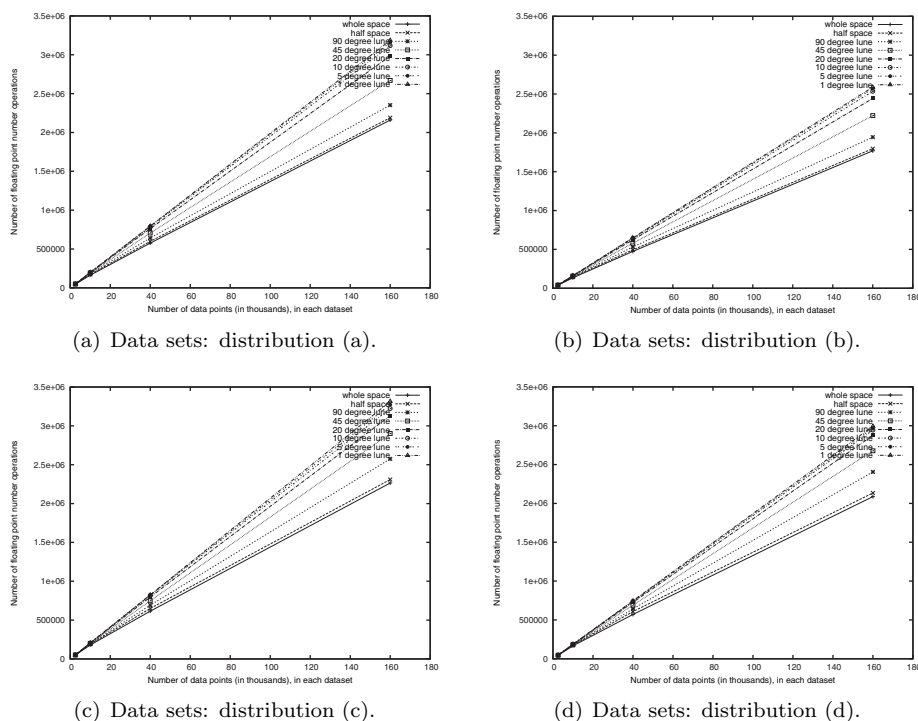 3.5e+06
3e+06
2.5e+06
2e+06
1.5e+06
1e+06
500000
0
Number of floating point number operations
whole space
half space
90 degree lune
45 degree lune
20 degree lune
10 degree lune
5 degree lune
1 degree lune
0 20 40 60 80 100 120 140 160 180
Number of data points (in thousands), in each dataset
(a) Data sets: distribution (a).
3.5e+06
3e+06
2.5e+06
2e+06
1.5e+06
1e+06
500000
0
Number of floating point number operations
whole space
half space
90 degree lune
45 degree lune
20 degree lune
10 degree lune
5 degree lune
1 degree lune
0 20 40 60 80 100 120 140 160 180
Number of data points (in thousands), in each dataset
(b) Data sets: distribution (b).
3.5e+06
3e+06
2.5e+06
2e+06
1.5e+06
1e+06
500000
0
Number of floating point number operations
whole space
half space
90 degree lune
45 degree lune
20 degree lune
10 degree lune
5 degree lune
1 degree lune
0 20 40 60 80 100 120 140 160 180
Number of data points (in thousands), in each dataset
(c) Data sets: distribution (c).
3.5e+06
3e+06
2.5e+06
2e+06
1.5e+06
1e+06
500000
0
Number of floating point number operations
whole space
half space
90 degree lune
45 degree lune
20 degree lune
10 degree lune
5 degree lune
1 degree lune
0 20 40 60 80 100 120 140 160 180
Number of data points (in thousands), in each dataset
(d) Data sets: distribution (d).